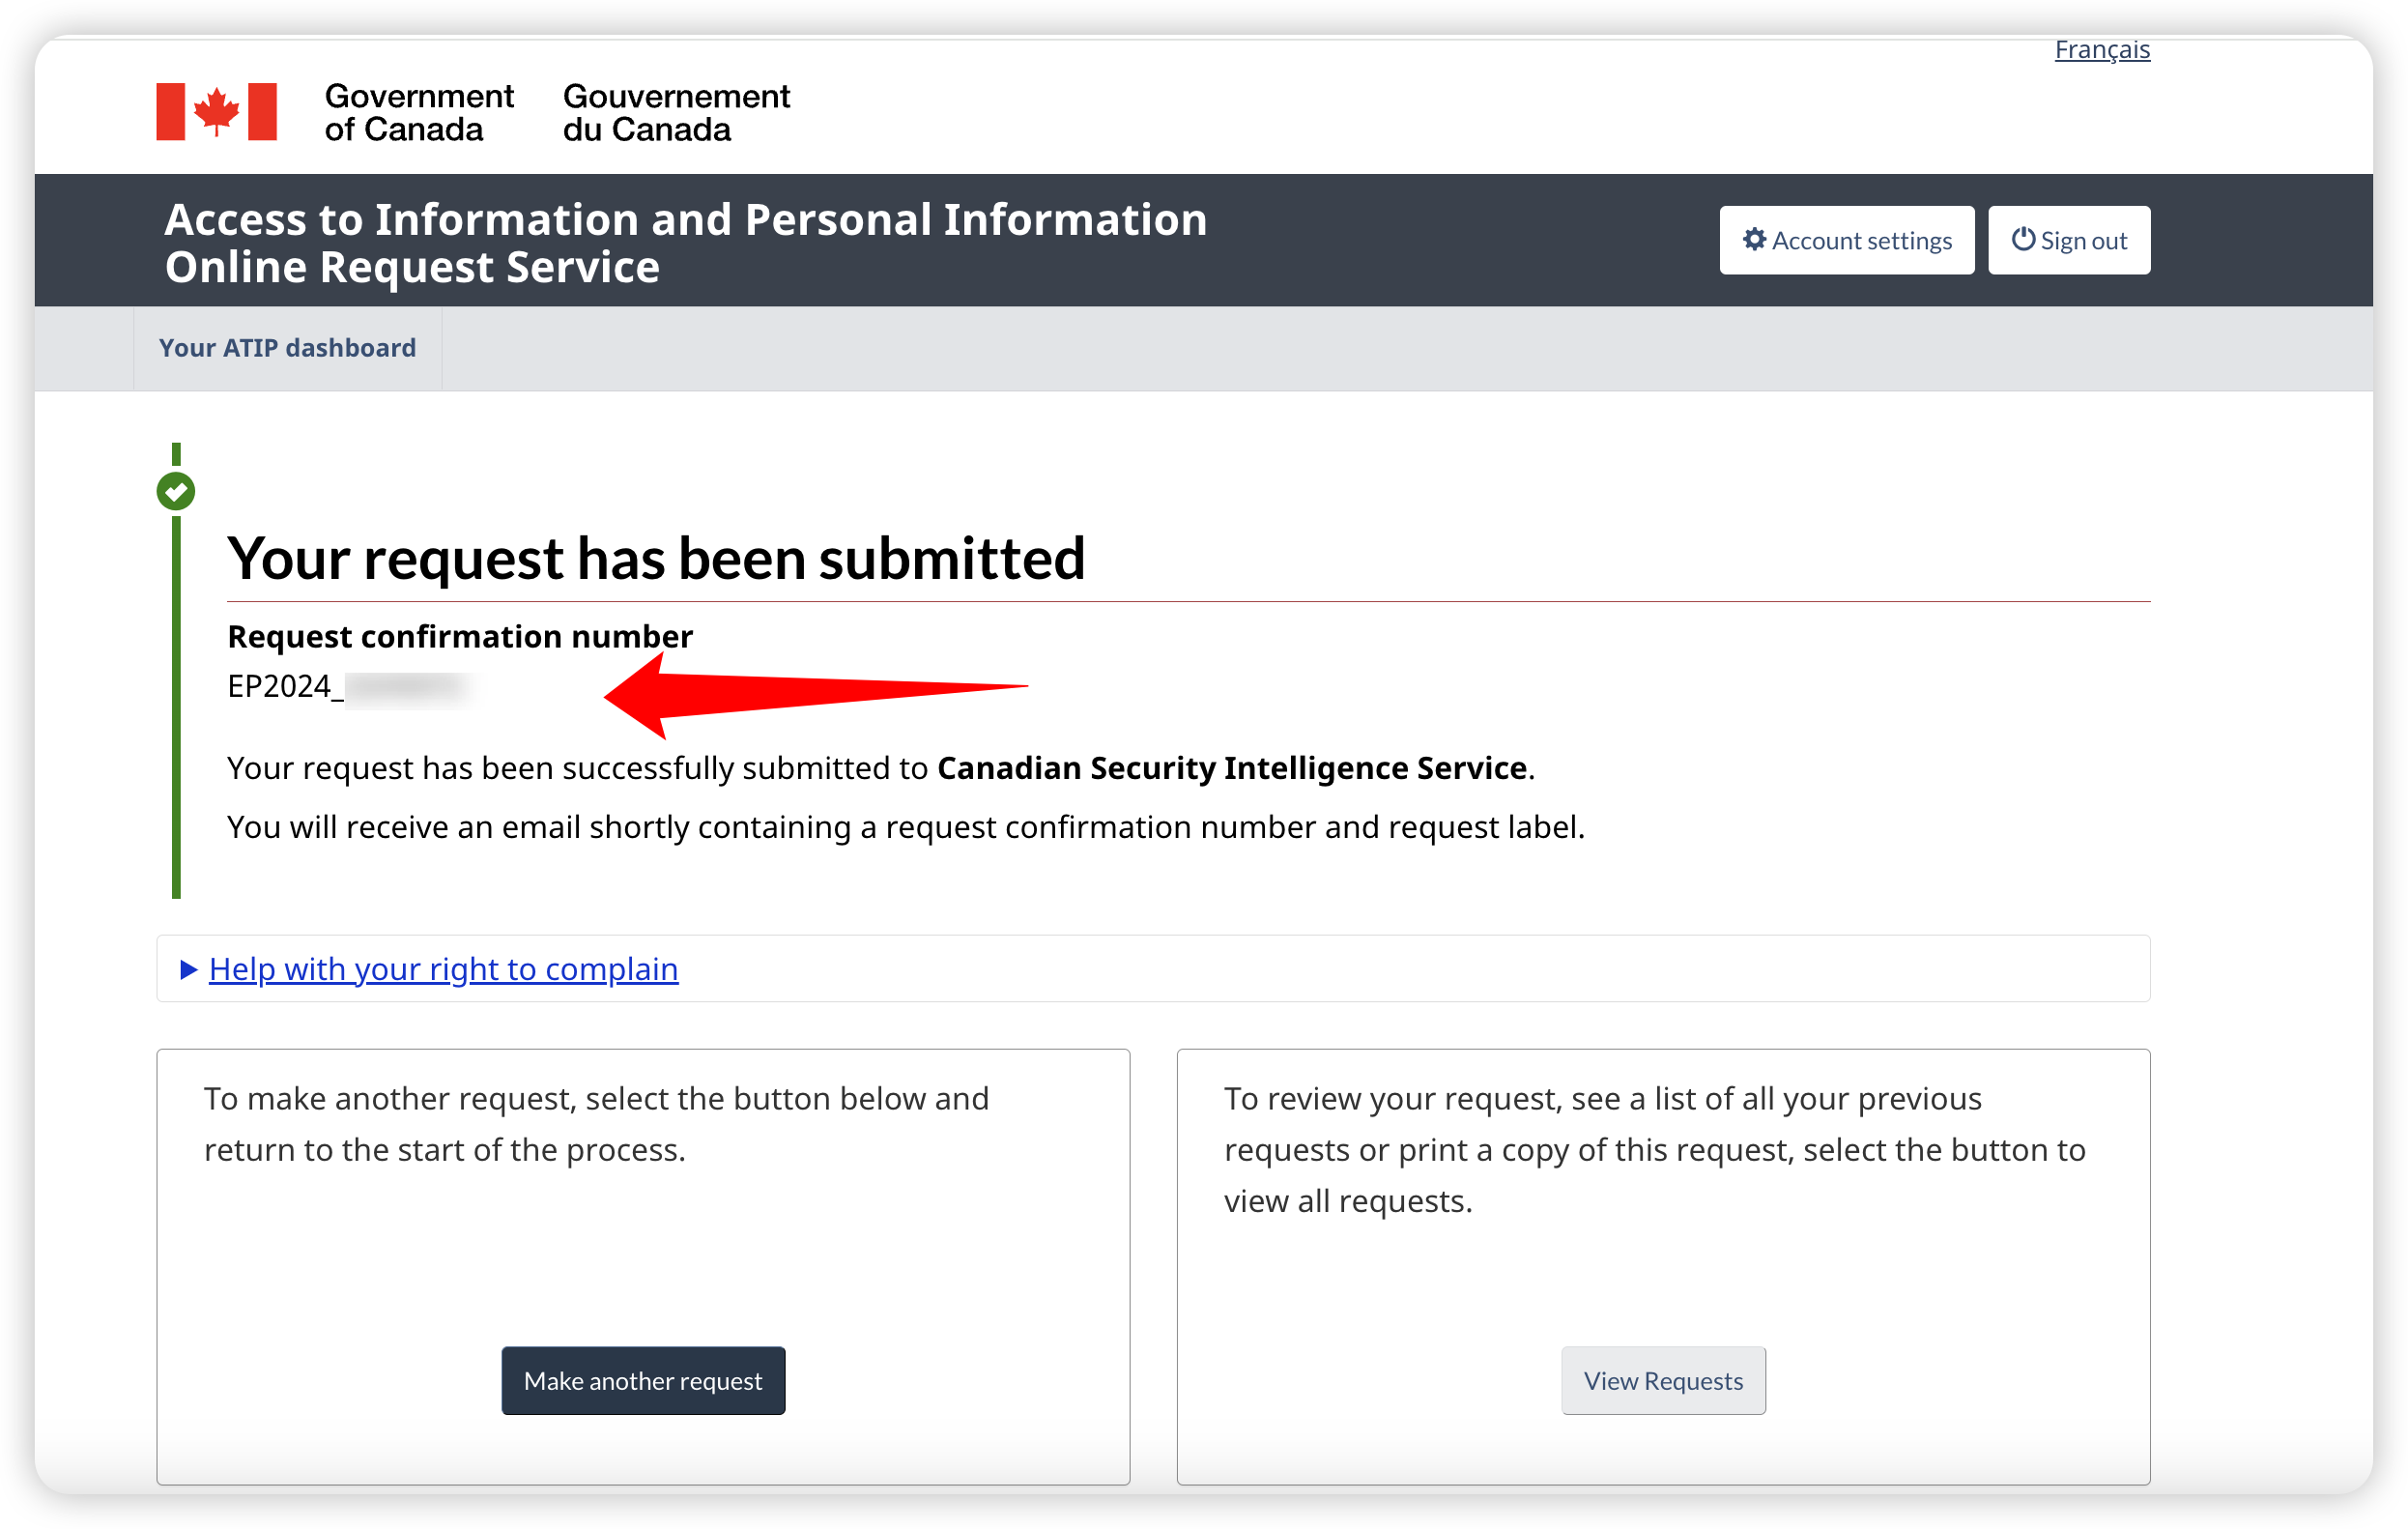 Français
Government
of Canada
Gouvernement
du Canada
Access to Information and Personal Information
Online Request Service
Account settings
Sign out
Your ATIP dashboard
Your request has been submitted
Request confirmation number
EP2024_
Your request has been successfully submitted to Canadian Security Intelligence Service.
You will receive an email shortly containing a request confirmation number and request label.
Help with your right to complain
To make another request, select the button below and
return to the start of the process.
Make another request
To review your request, see a list of all your previous
requests or print a copy of this request, select the button to
view all requests.
View Requests